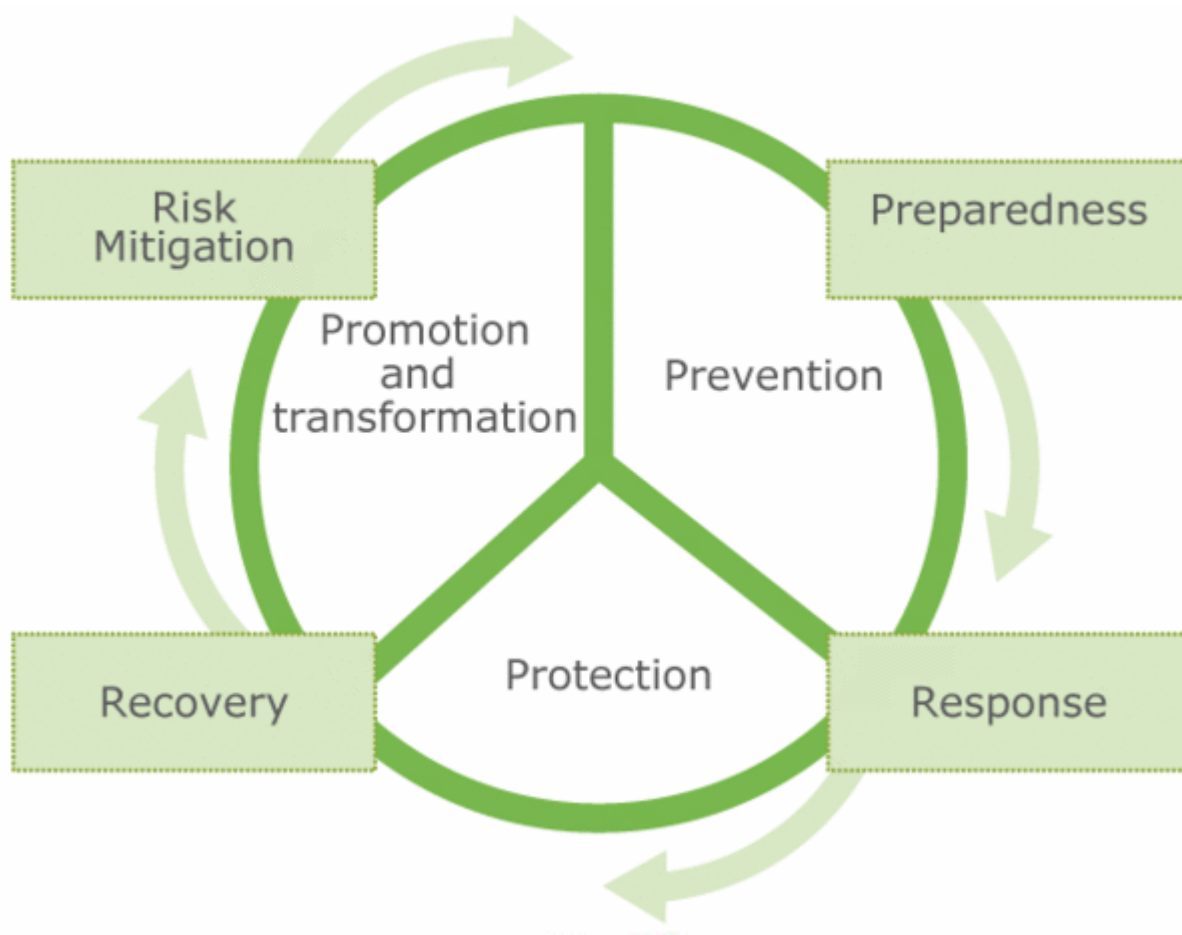 Risk
Mitigation
Preparedness
Promotion
and
transformation
Prevention
Protection
Recovery
Response